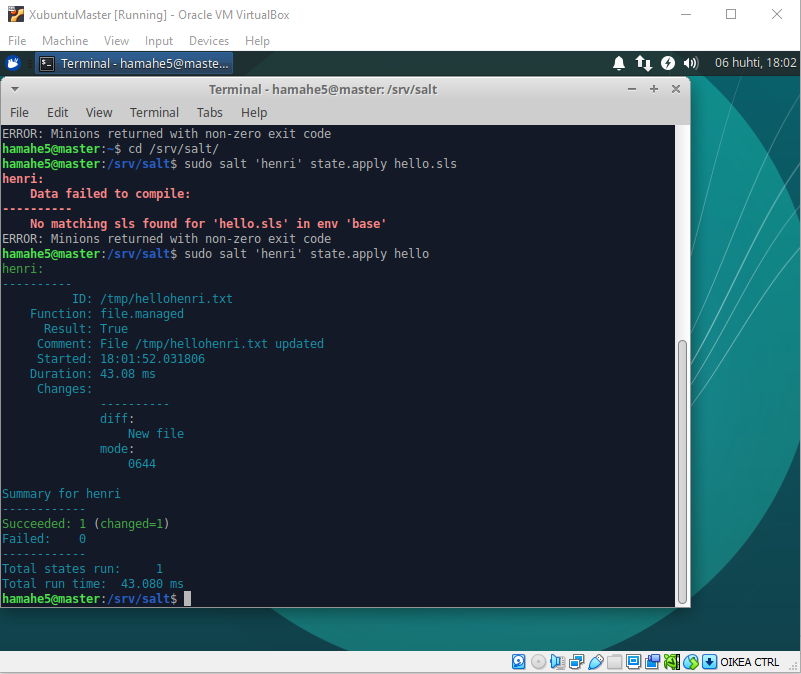 XubuntuMaster [Running] - Oracle VM VirtualBox
File Machine View Input Devices Help
Terminal - hamahe5@maste... 06 huhti, 18:02
Terminal - hamahe5@master: /srv/salt
File Edit View Terminal Tabs Help
ERROR: Minions returned with non-zero exit code
hamahe5@master:~$ cd /srv/salt/
hamahe5@master:/srv/salt$ sudo salt 'henri' state.apply hello.sls
henri:
    Data failed to compile:
----------
    No matching sls found for 'hello.sls' in env 'base'
ERROR: Minions returned with non-zero exit code
hamahe5@master:/srv/salt$ sudo salt 'henri' state.apply hello
henri:
----------
          ID: /tmp/hellohenri.txt
    Function: file.managed
      Result: True
     Comment: File /tmp/hellohenri.txt updated
     Started: 18:01:52.031806
    Duration: 43.08 ms
     Changes:
              ----------
              diff:
                  New file
              mode:
                  0644
Summary for henri
------------
Succeeded: 1 (changed=1)
Failed:    0
------------
Total states run:     1
Total run time:  43.080 ms
hamahe5@master:/srv/salt$
OIKEA CTRL